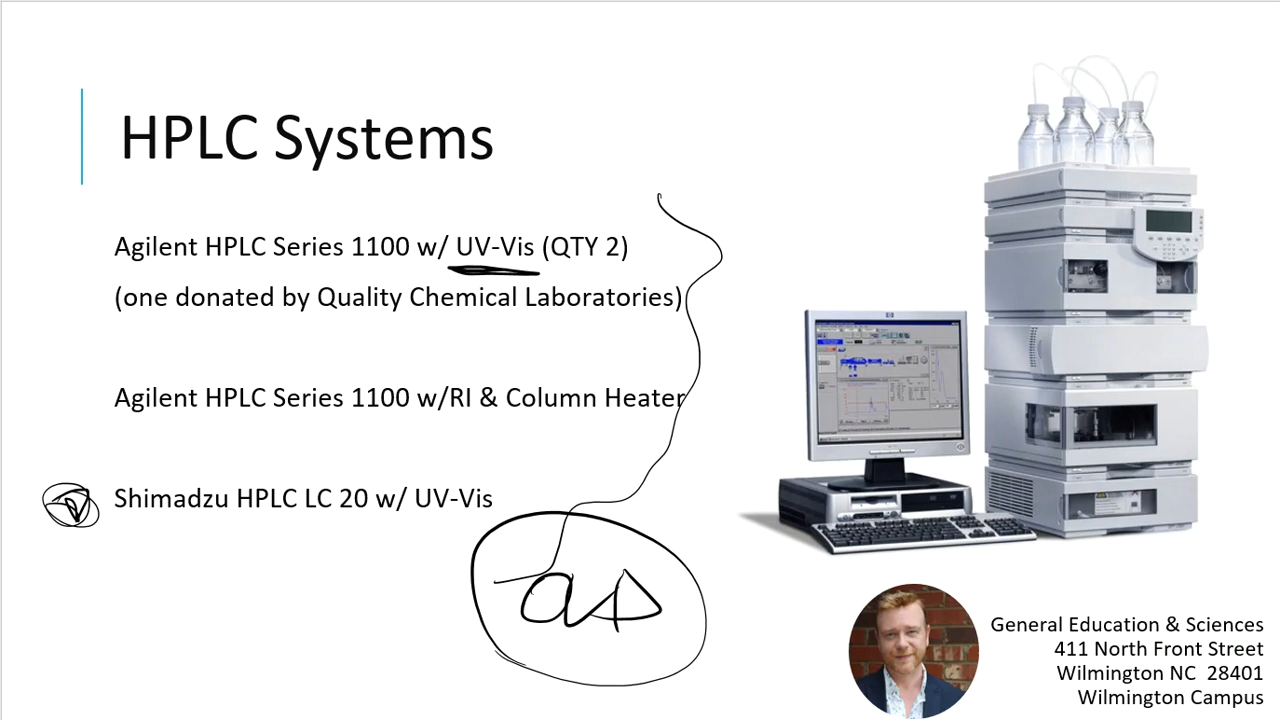 HPLC Systems
Agilent HPLC Series 1100 w/ UV-Vis (QTY 2)
(one donated by Quality Chemical Laboratories)
Agilent HPLC Series 1100 w/RI & Column Heater
Shimadzu HPLC LC 20 w/ UV-Vis
General Education & Sciences
411 North Front Street
Wilmington NC 28401
Wilmington Campus